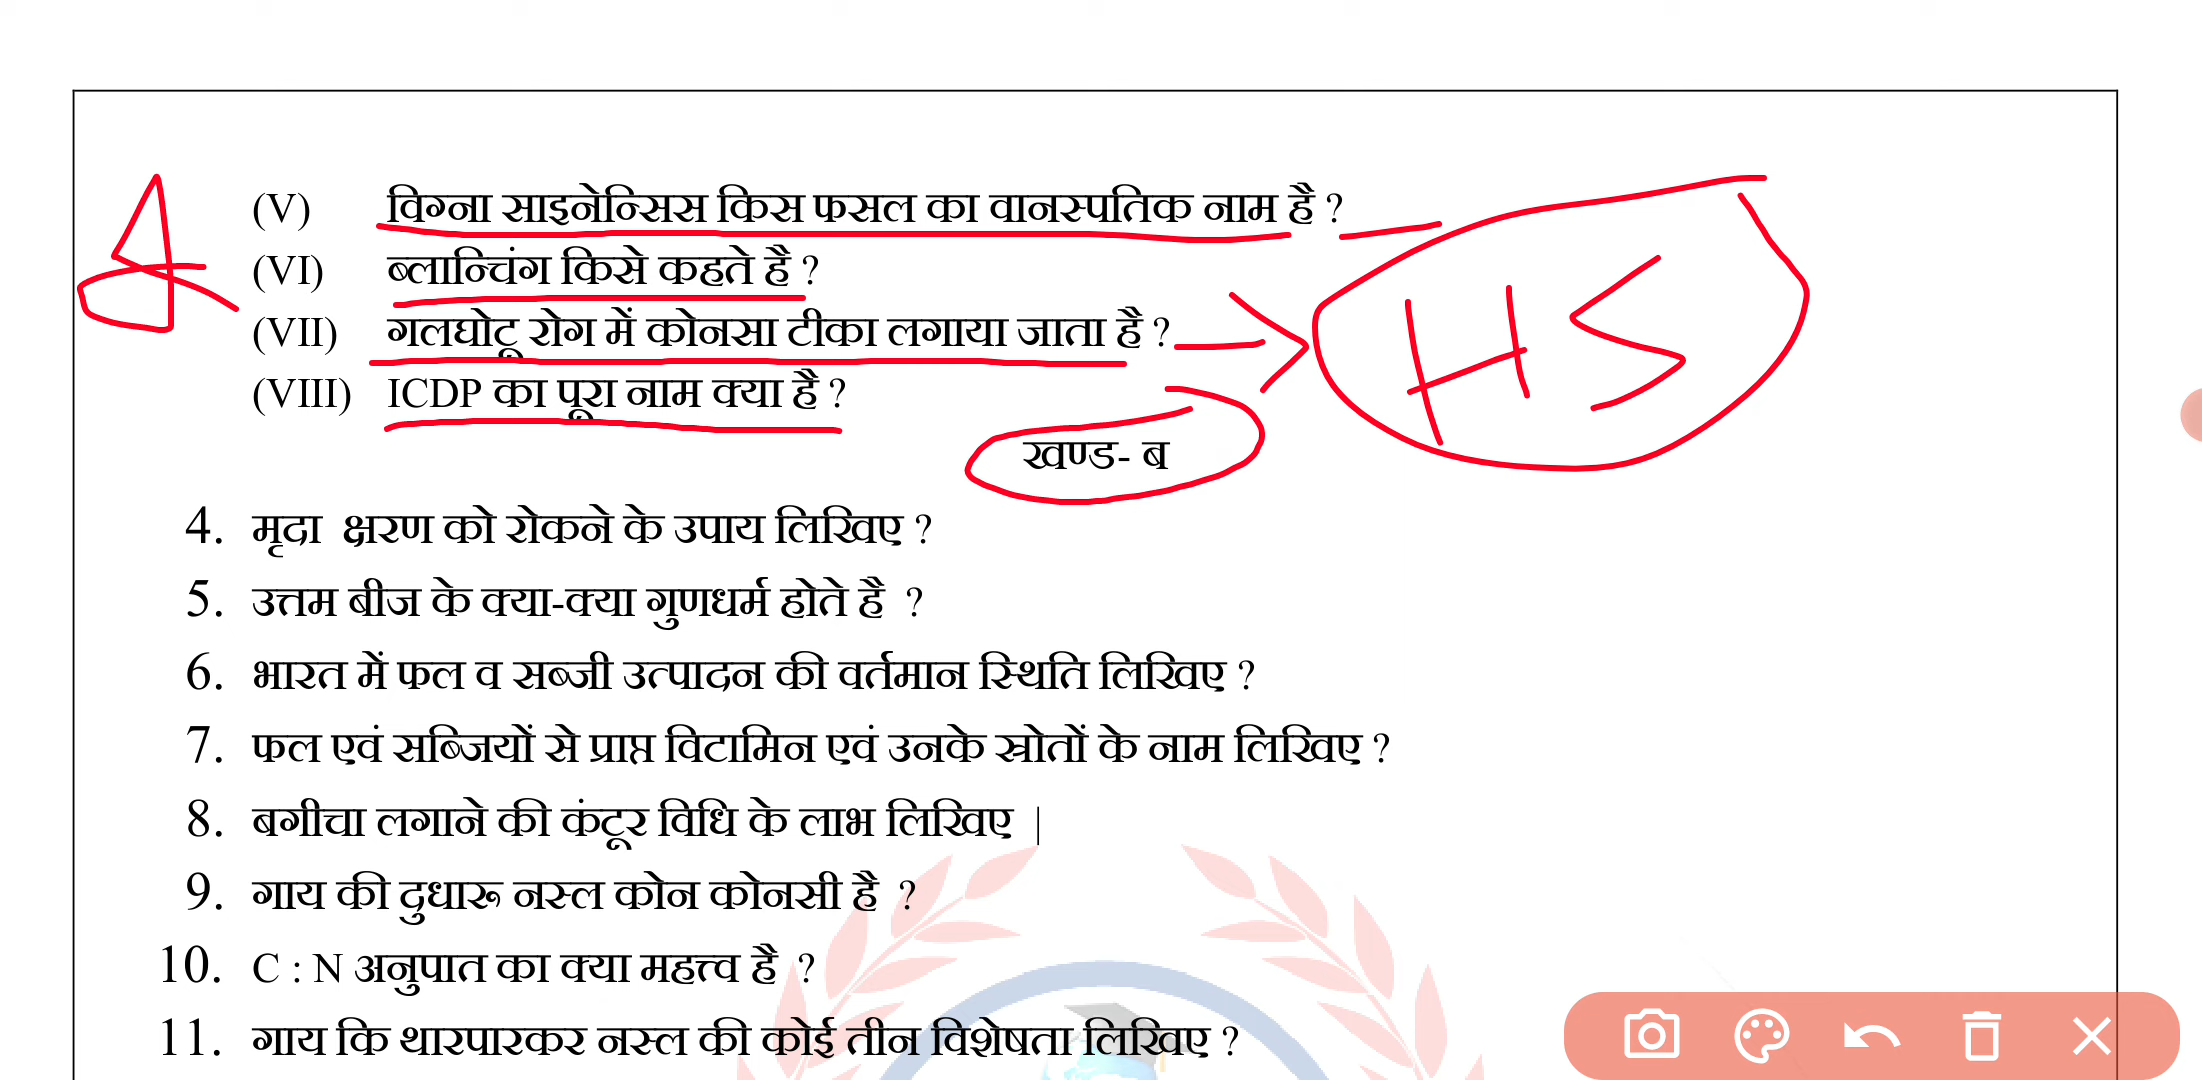 (V) विग्ना साइनेन्सिस किस फसल का वानस्पतिक नाम है ?
(VI) ब्लान्चिंग किसे कहते है ?
(VII) गलघोटू रोग में कोनसा टीका लगाया जाता है ?
HS
(VIII) ICDP का पूरा नाम क्या है ?
खण्ड- ब
4. मृदा क्षरण को रोकने के उपाय लिखिए ?
5. उत्तम बीज के क्या-क्या गुणधर्म होते है ?
6. भारत में फल व सब्जी उत्पादन की वर्तमान स्थिति लिखिए ?
7. फल एवं सब्जियों से प्राप्त विटामिन एवं उनके स्रोतों के नाम लिखिए ?
8. बगीचा लगाने की कंटूर विधि के लाभ लिखिए |
9. गाय की दुधारू नस्ल कोन कोनसी है ?
10. C : N अनुपात का क्या महत्त्व है ?
11. गाय कि थारपारकर नस्ल की कोई तीन विशेषता लिखिए ?